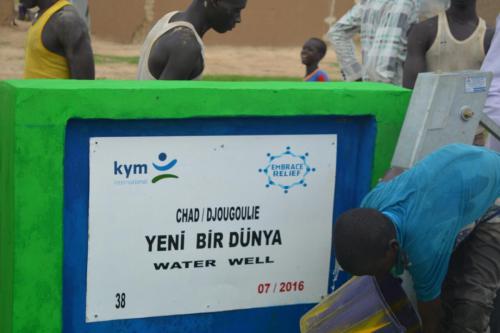 kym
international
EMBRACE
RELIEF
CHAD / DJOUGOULIE
YENİ BİR DÜNYA
WATER WELL
38
07 / 2016